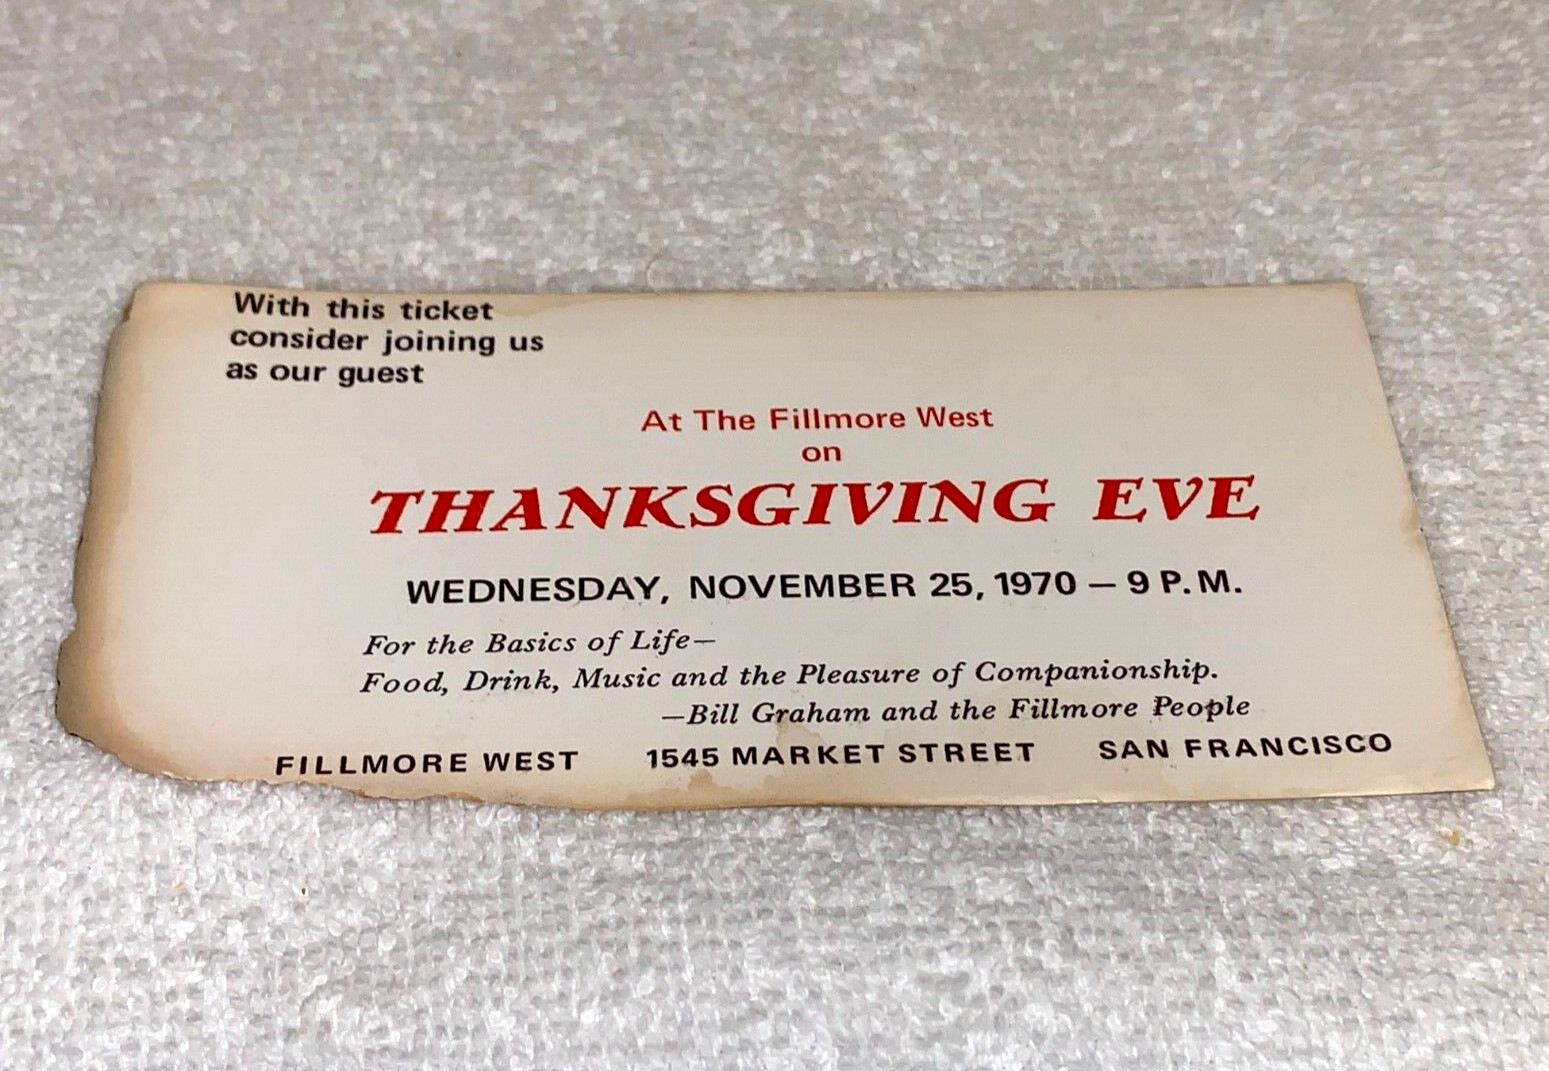 With this ticket
consider joining us
as our guest
At The Fillmore West
on
THANKSGIVING EVE
WEDNESDAY, NOVEMBER 25, 1970 — 9 P.M.
For the Basics of Life—
Food, Drink, Music and the Pleasure of Companionship.
—Bill Graham and the Fillmore People
FILLMORE WEST 1545 MARKET STREET SAN FRANCISCO